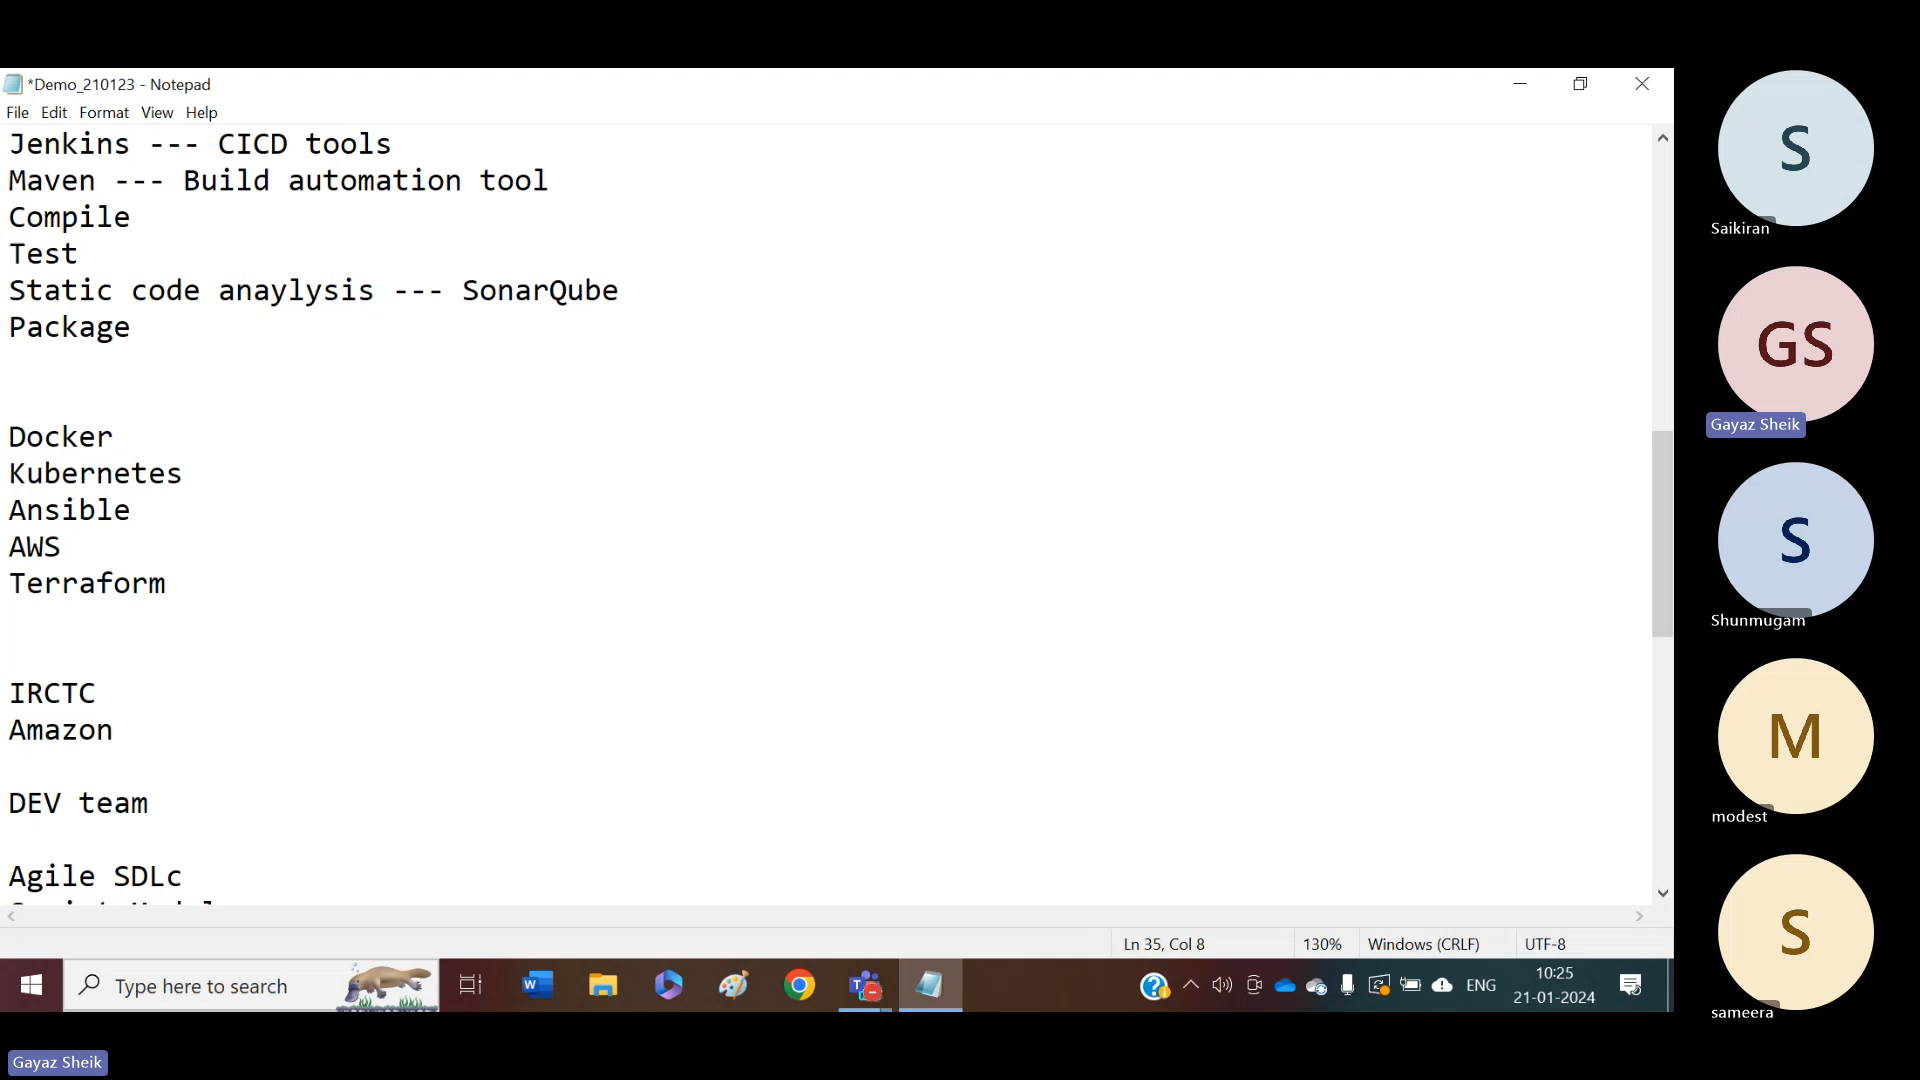 *Demo_210123 - Notepad
File Edit Format View Help
Jenkins --- CICD tools
Maven --- Build automation tool
Compile
Test
Static code anaylysis --- SonarQube
Package
Docker
Kubernetes
Ansible
AWS
Terraform
IRCTC
Amazon
DEV team
Agile SDLc
Ln 35, Col 8 130% Windows (CRLF) UTF-8
Type here to search
ENG
10:25
21-01-2024
S
Saikiran
GS
Gayaz Sheik
S
Shunmugam
M
modest
S
sameera
Gayaz Sheik